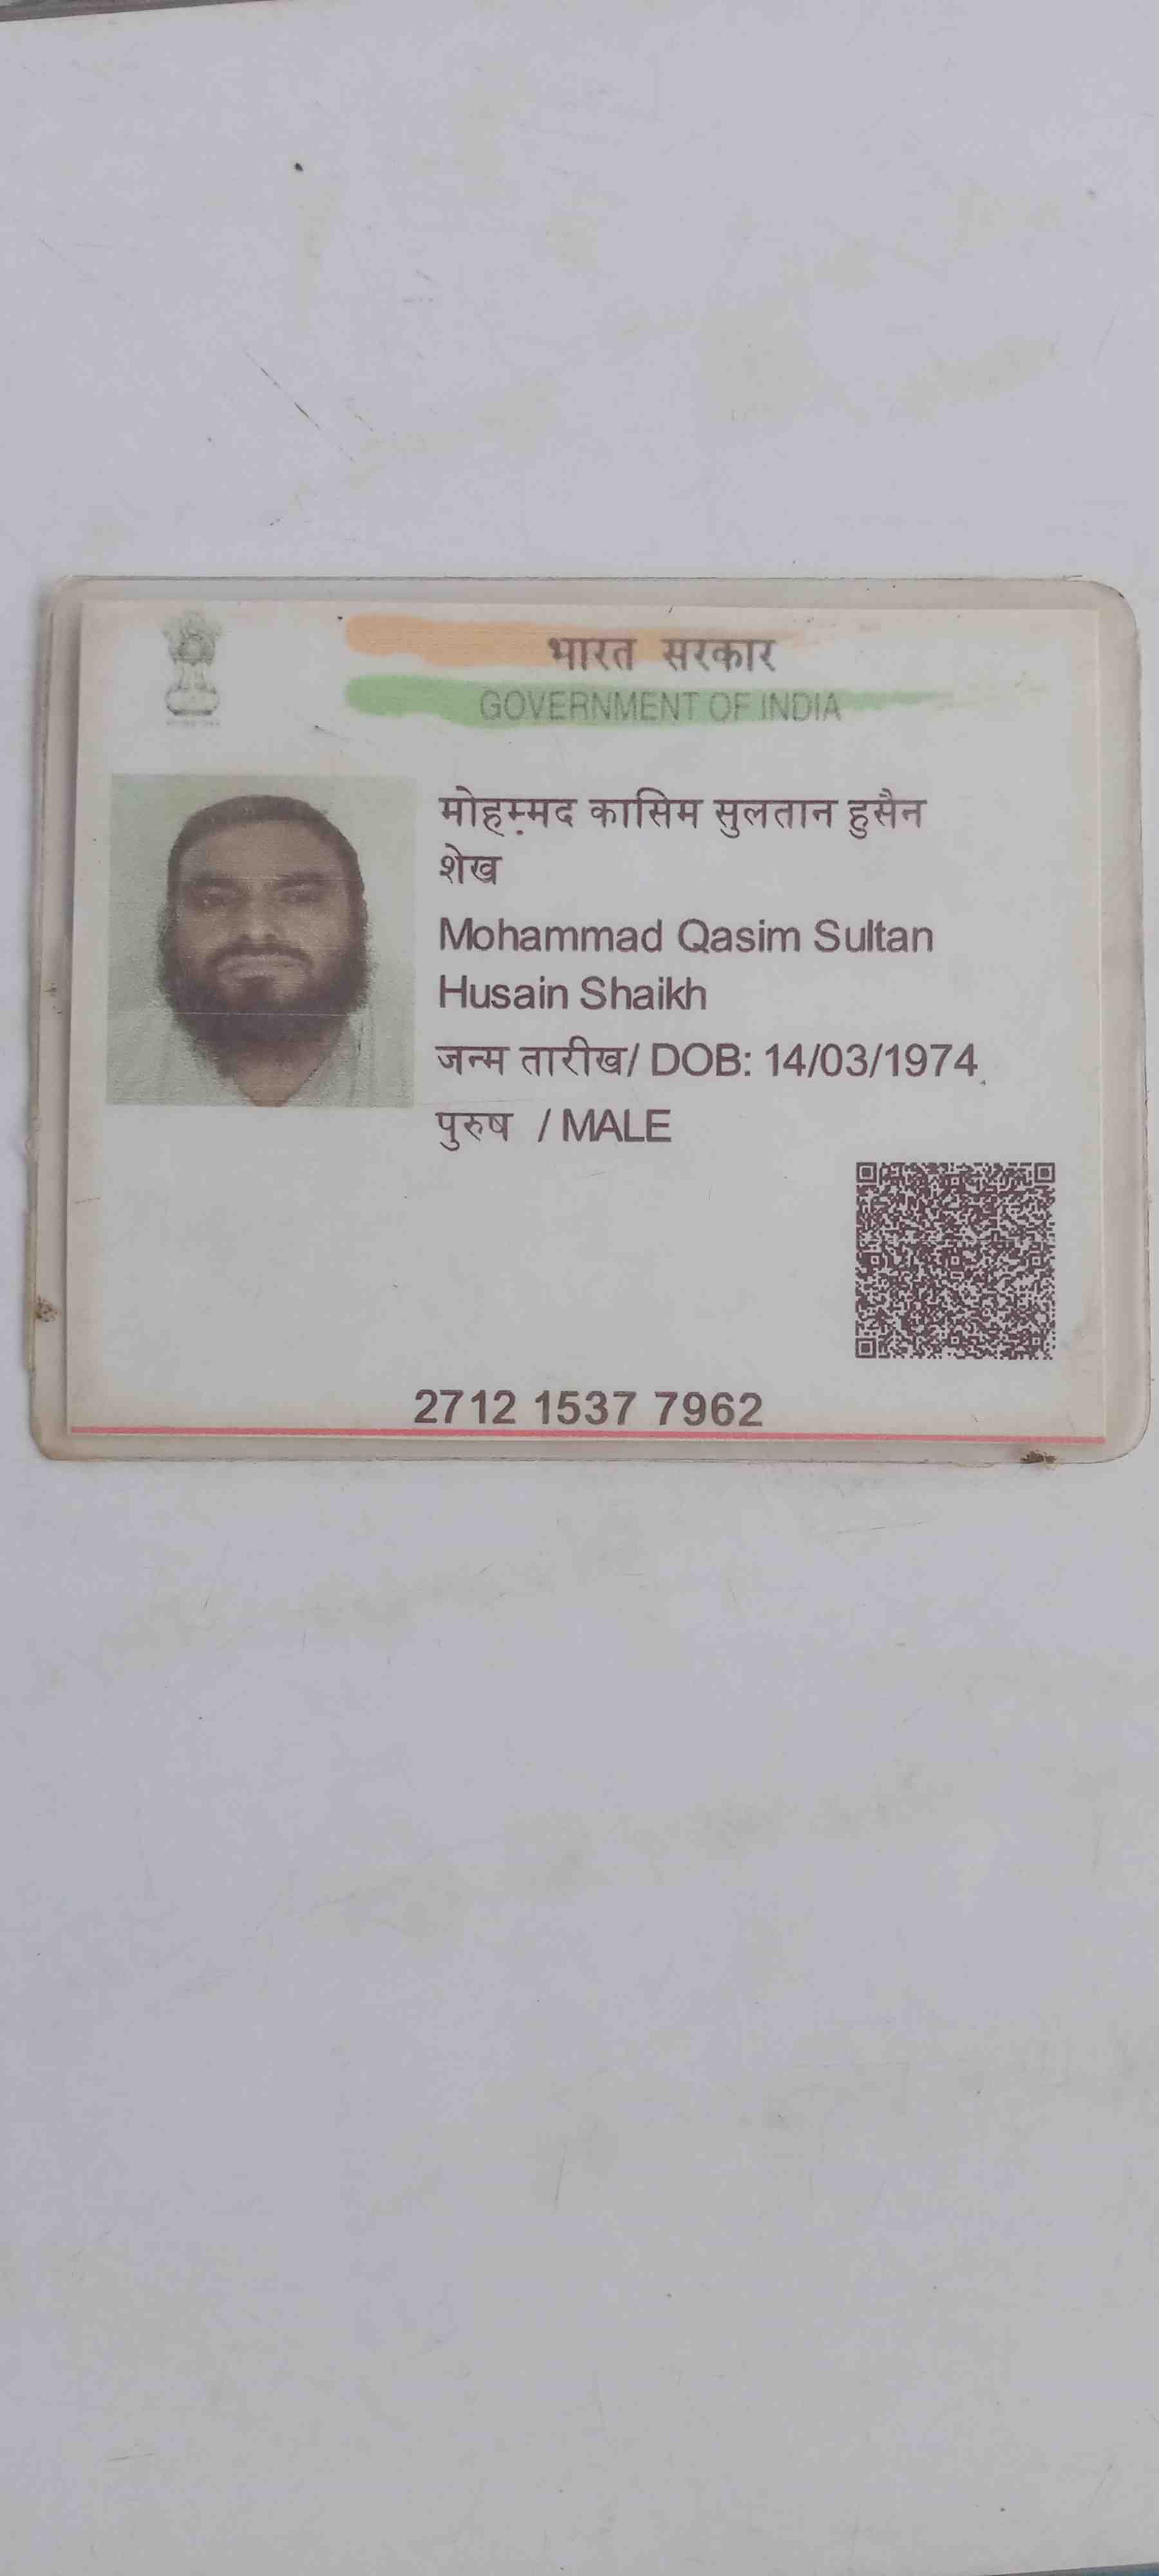 भारत सरकार
GOVERNMENT OF INDIA
मोहम़्मद कासिम सुलतान हुसैन
शेख
Mohammad Qasim Sultan
Husain Shaikh
जन्म तारीख/ DOB: 14/03/1974
पुरुष / MALE
2712 1537 7962